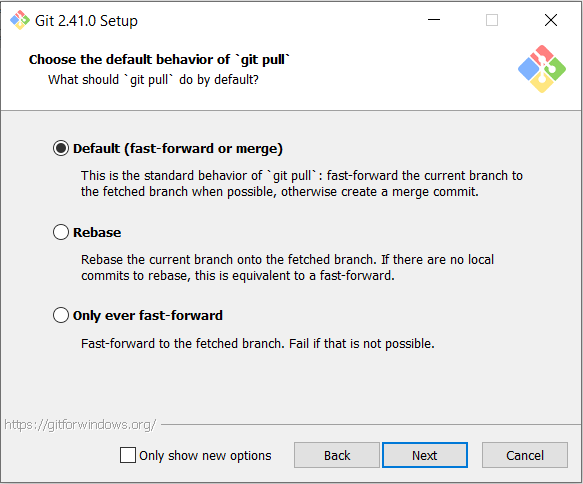 Git 2.41.0 Setup
Choose the default behavior of `git pull`
What should `git pull` do by default?
Default (fast-forward or merge)
This is the standard behavior of `git pull`: fast-forward the current branch to
the fetched branch when possible, otherwise create a merge commit.
Rebase
Rebase the current branch onto the fetched branch. If there are no local
commits to rebase, this is equivalent to a fast-forward.
Only ever fast-forward
Fast-forward to the fetched branch. Fail if that is not possible.
https://gitforwindows.org/
Only show new options
Back
Next
Cancel